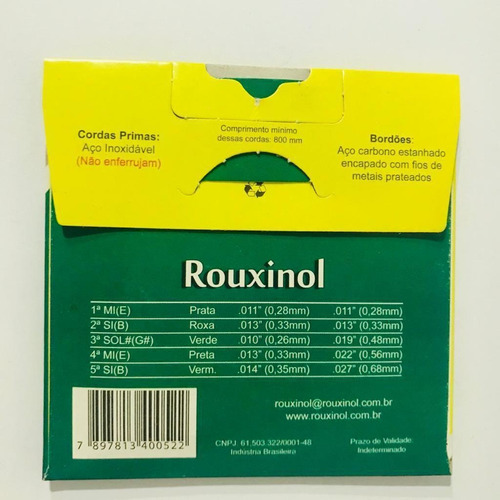 Cordas Primas:
Aço Inoxidável
(Não enferrujam)
Comprimento mínimo
dessas cordas: 800 mm
Bordões:
Aço carbono estanhado
encapado com fios de
metais prateados
Rouxinol
1ª MI(E) Prata .011" (0,28mm) .011" (0,28mm)
2ª SI(B) Roxa .013" (0,33mm) .013" (0,33mm)
3ª SOL#(G#) Verde .010" (0,26mm) .019" (0,48mm)
4ª MI(E) Preta .013" (0,33mm) .022" (0,56mm)
5ª SI(B) Verm. .014" (0,35mm) .027" (0,68mm)
rouxinol@rouxinol.com.br
www.rouxinol.com.br
7 897813 400522
CNPJ. 61.503.322/0001-48
Indústria Brasileira
Prazo de Validade:
Indeterminado